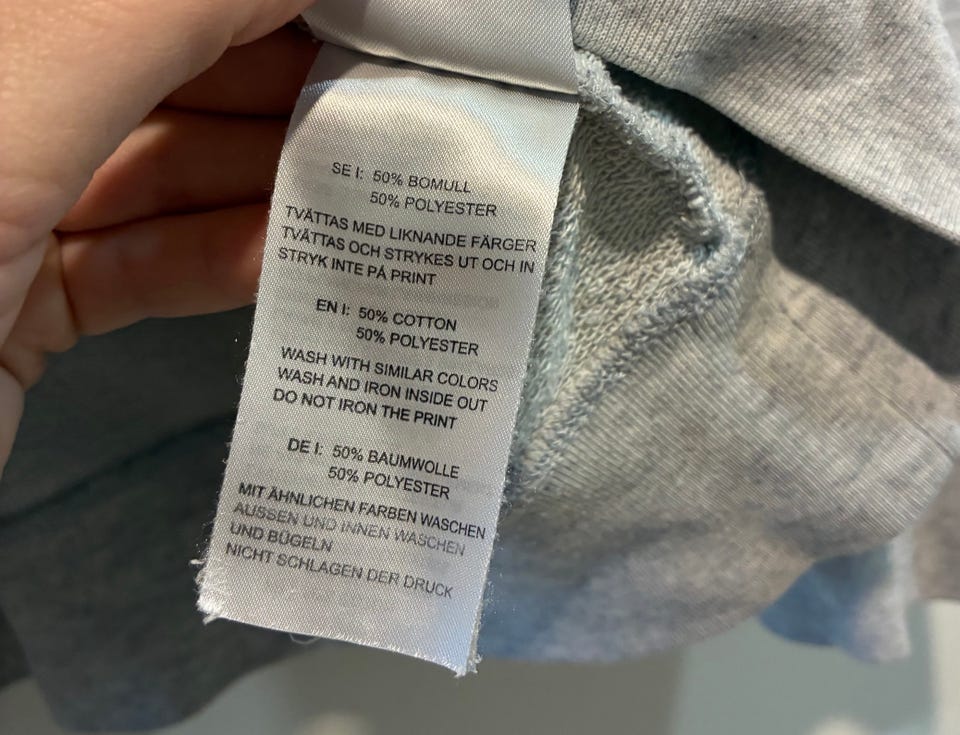 SE I: 50% BOMULL
50% POLYESTER
TVÄTTAS MED LIKNANDE FÄRGER
TVÄTTAS OCH STRYKES UT OCH IN
STRYK INTE PÅ PRINT
EN I: 50% COTTON
50% POLYESTER
WASH WITH SIMILAR COLORS
WASH AND IRON INSIDE OUT
DO NOT IRON THE PRINT
DE I: 50% BAUMWOLLE
50% POLYESTER
MIT ÄHNLICHEN FARBEN WASCHEN
AUSSEN UND INNEN WASCHEN
UND BÜGELN
NICHT SCHLAGEN DER DRUCK